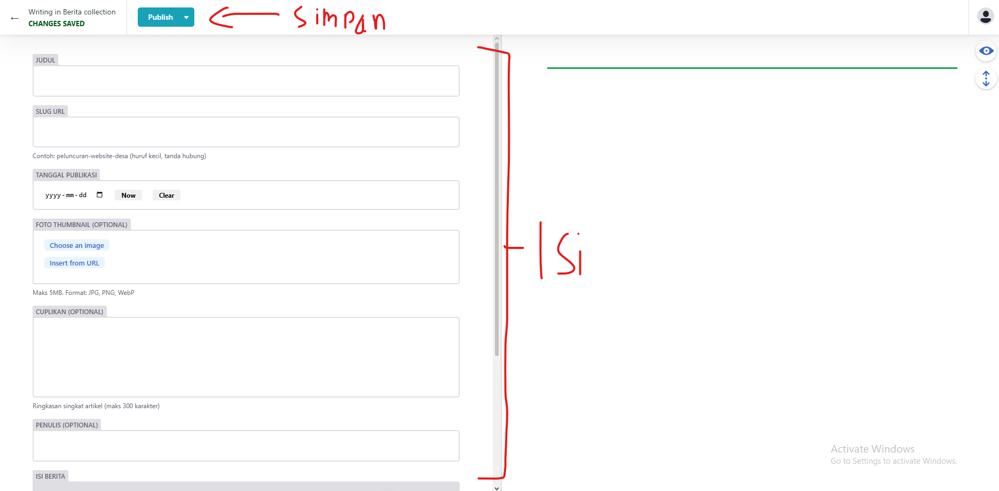 Writing in Berita collection
CHANGES SAVED
Publish
Simpan
JUDUL
SLUG URL
Contoh: peluncuran-website-desa (huruf kecil, tanda hubung)
TANGGAL PUBLIKASI
yyyy-mm-dd
Now
Clear
FOTO THUMBNAIL (OPTIONAL)
Choose an image
Insert from URL
Isi
Maks 5MB. Format: JPG, PNG, WebP
CUPLIKAN (OPTIONAL)
Ringkasan singkat artikel (maks 300 karakter)
PENULIS (OPTIONAL)
ISI BERITA
Activate Windows
Go to Settings to activate Windows.